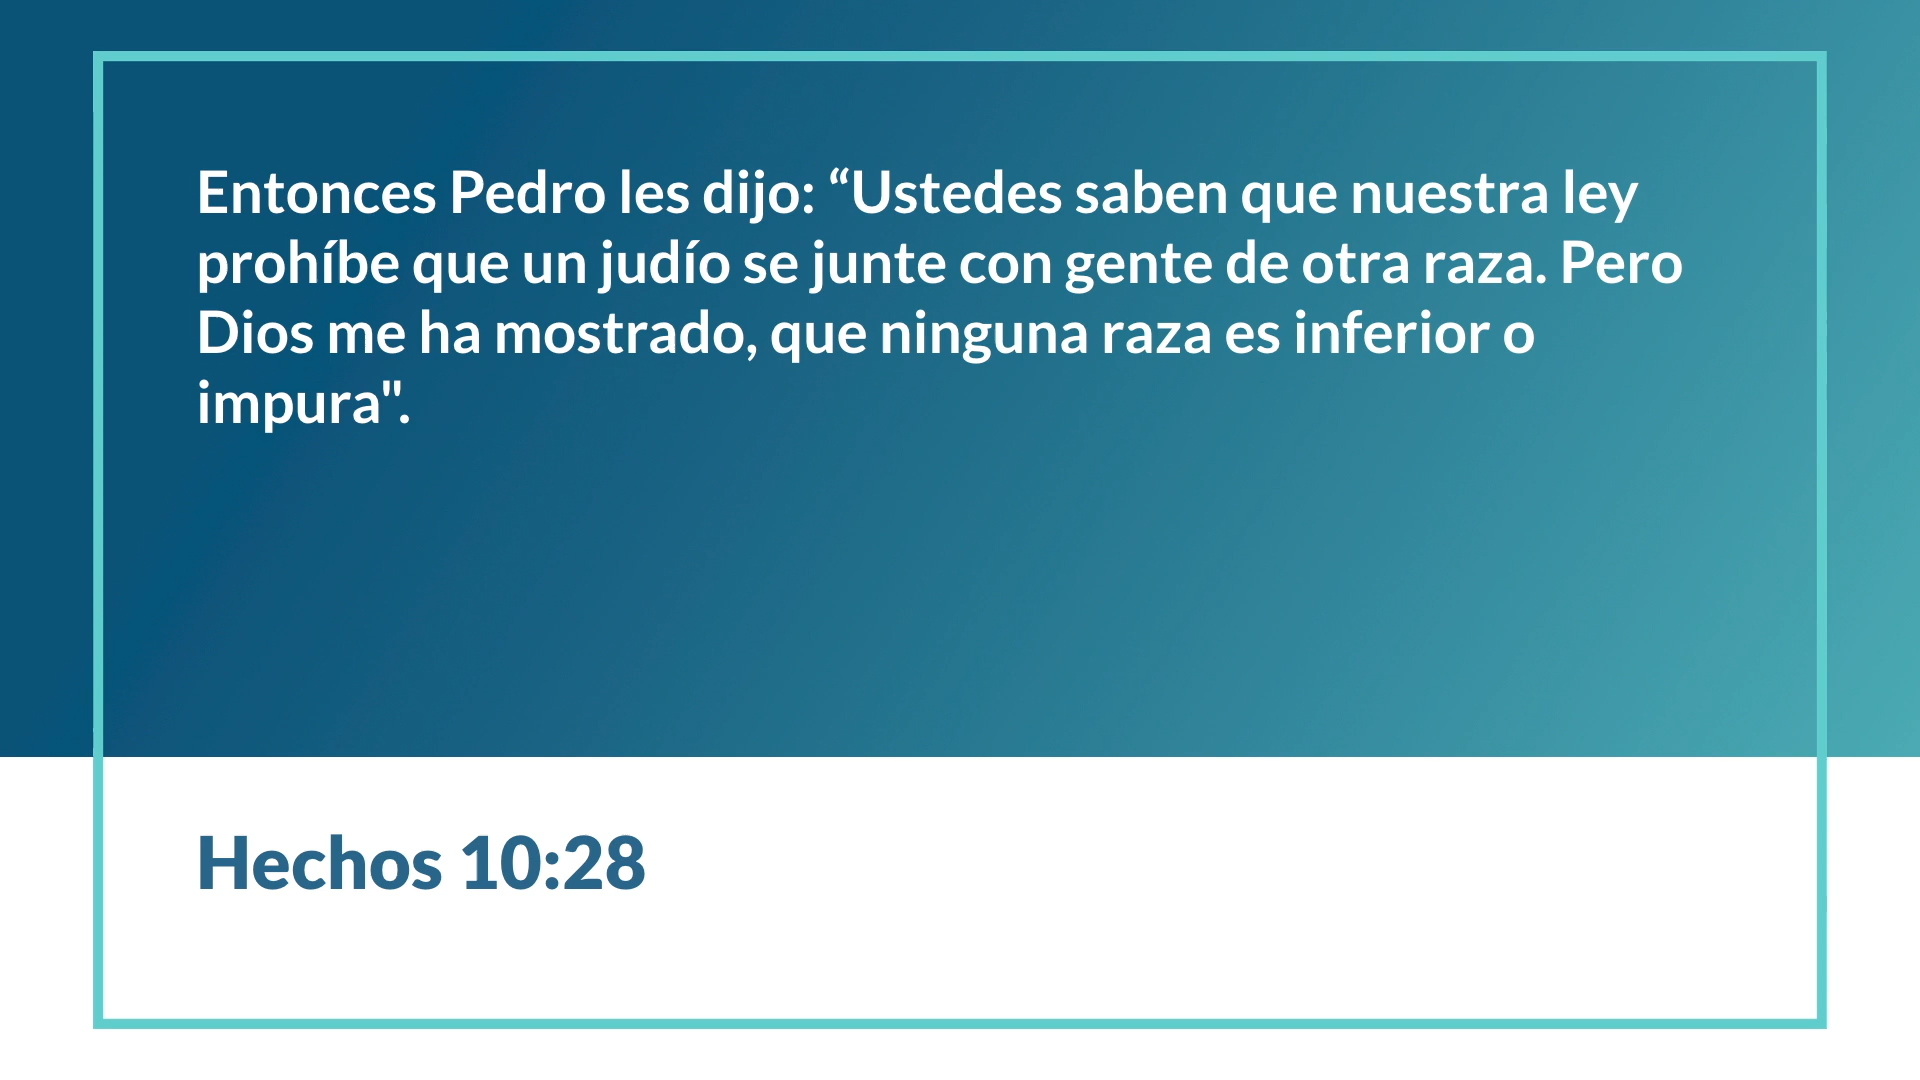 Entonces Pedro les dijo: “Ustedes saben que nuestra ley
prohíbe que un judío se junte con gente de otra raza. Pero
Dios me ha mostrado, que ninguna raza es inferior o
impura".
Hechos 10:28